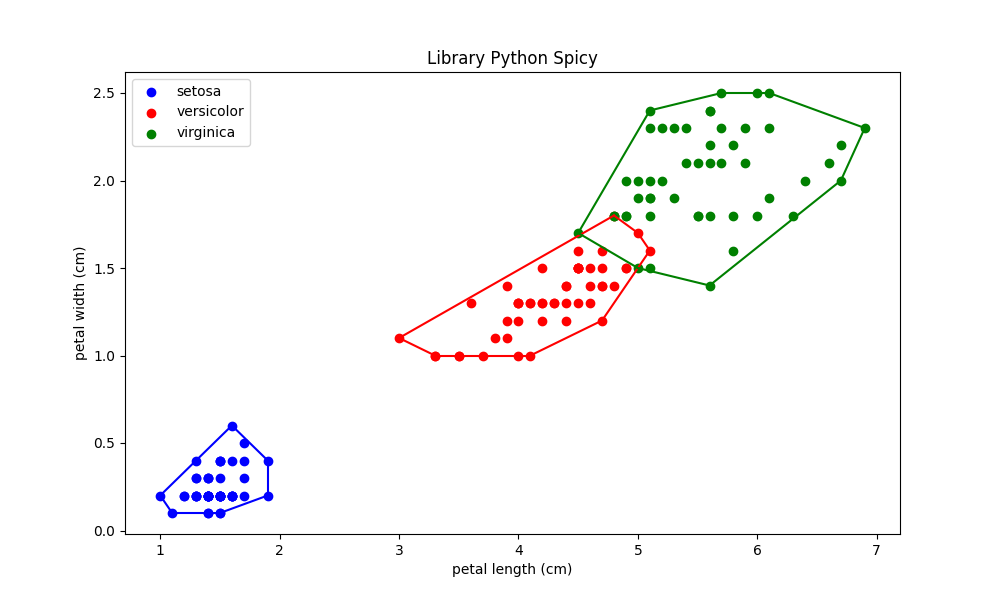 Library Python Spicy
setosa
versicolor
virginica
petal width (cm)
2.5
2.0
1.5
1.0
0.5
0.0
1 2 3 4 5 6 7
petal length (cm)